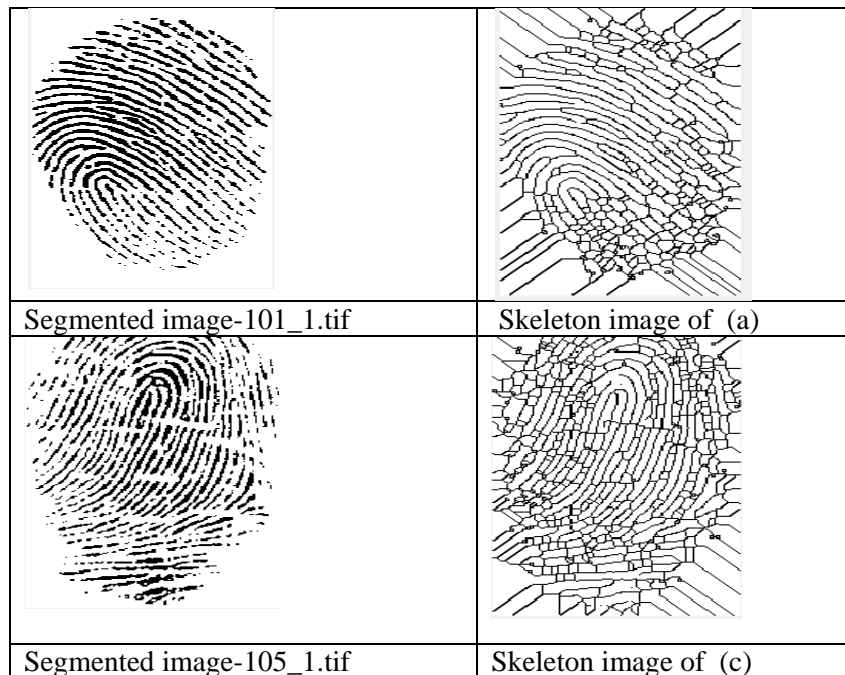 Segmented image-101_1.tif
Skeleton image of (a)
Segmented image-105_1.tif
Skeleton image of (c)